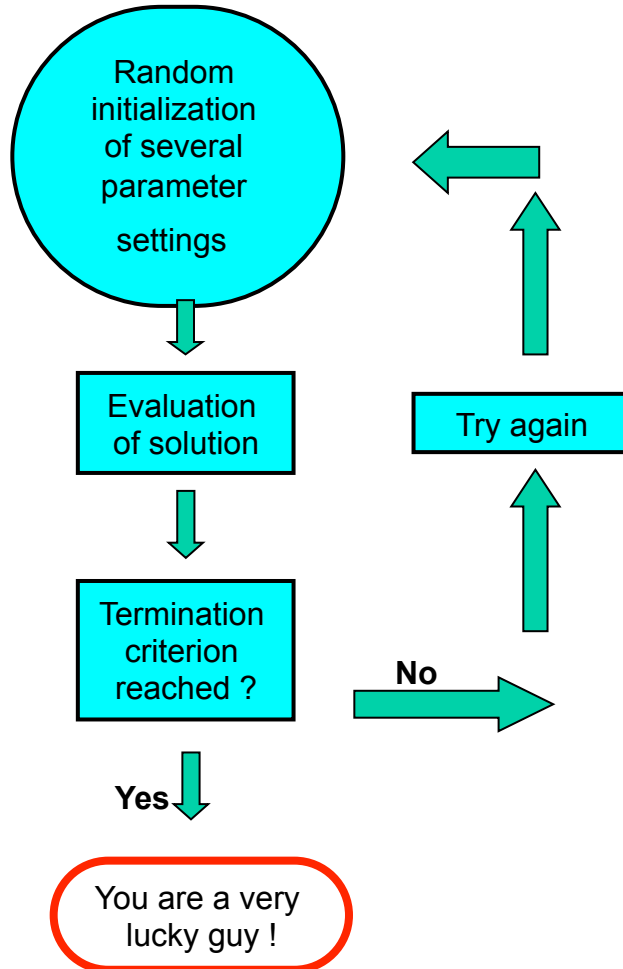 Random
initialization
of several
parameter
settings
Evaluation
of solution
Try again
Termination
criterion
reached ?
No
Yes
You are a very
lucky guy !